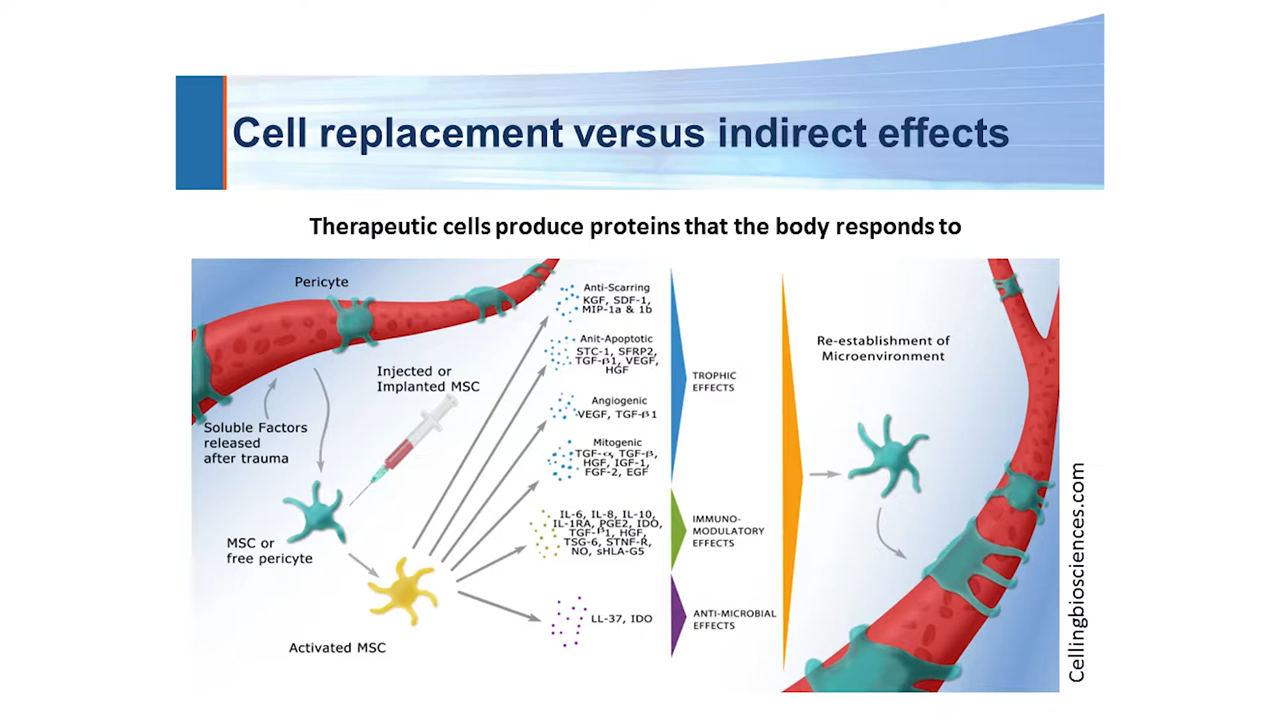 Cell replacement versus indirect effects
Therapeutic cells produce proteins that the body responds to
Pericyte
Injected or
Implanted MSC
Soluble Factors
released
after trauma
MSC or
free pericyte
Activated MSC
Anti-Scarring
KGF, SDF-1,
MIP-1a & 1b
Anit-Apoptotic
STC-1, SFRP2,
TGF-β1, VEGF,
HGF
Angiogenic
VEGF, TGF-β1
Mitogenic
TGF-α, TGF-β,
HGF, IGF-1,
FGF-2, EGF
IL-6, IL-8, IL-10,
IL-1RA, PGE2, IDO,
TGF-β1, HGF,
TSG-6, STNF-R,
NO, sHLA-G5
LL-37, IDO
TROPHIC
EFFECTS
IMMUNO-
MODULATORY
EFFECTS
ANTI-MICROBIAL
EFFECTS
Re-establishment of
Microenvironment
Cellingbiosciences.com